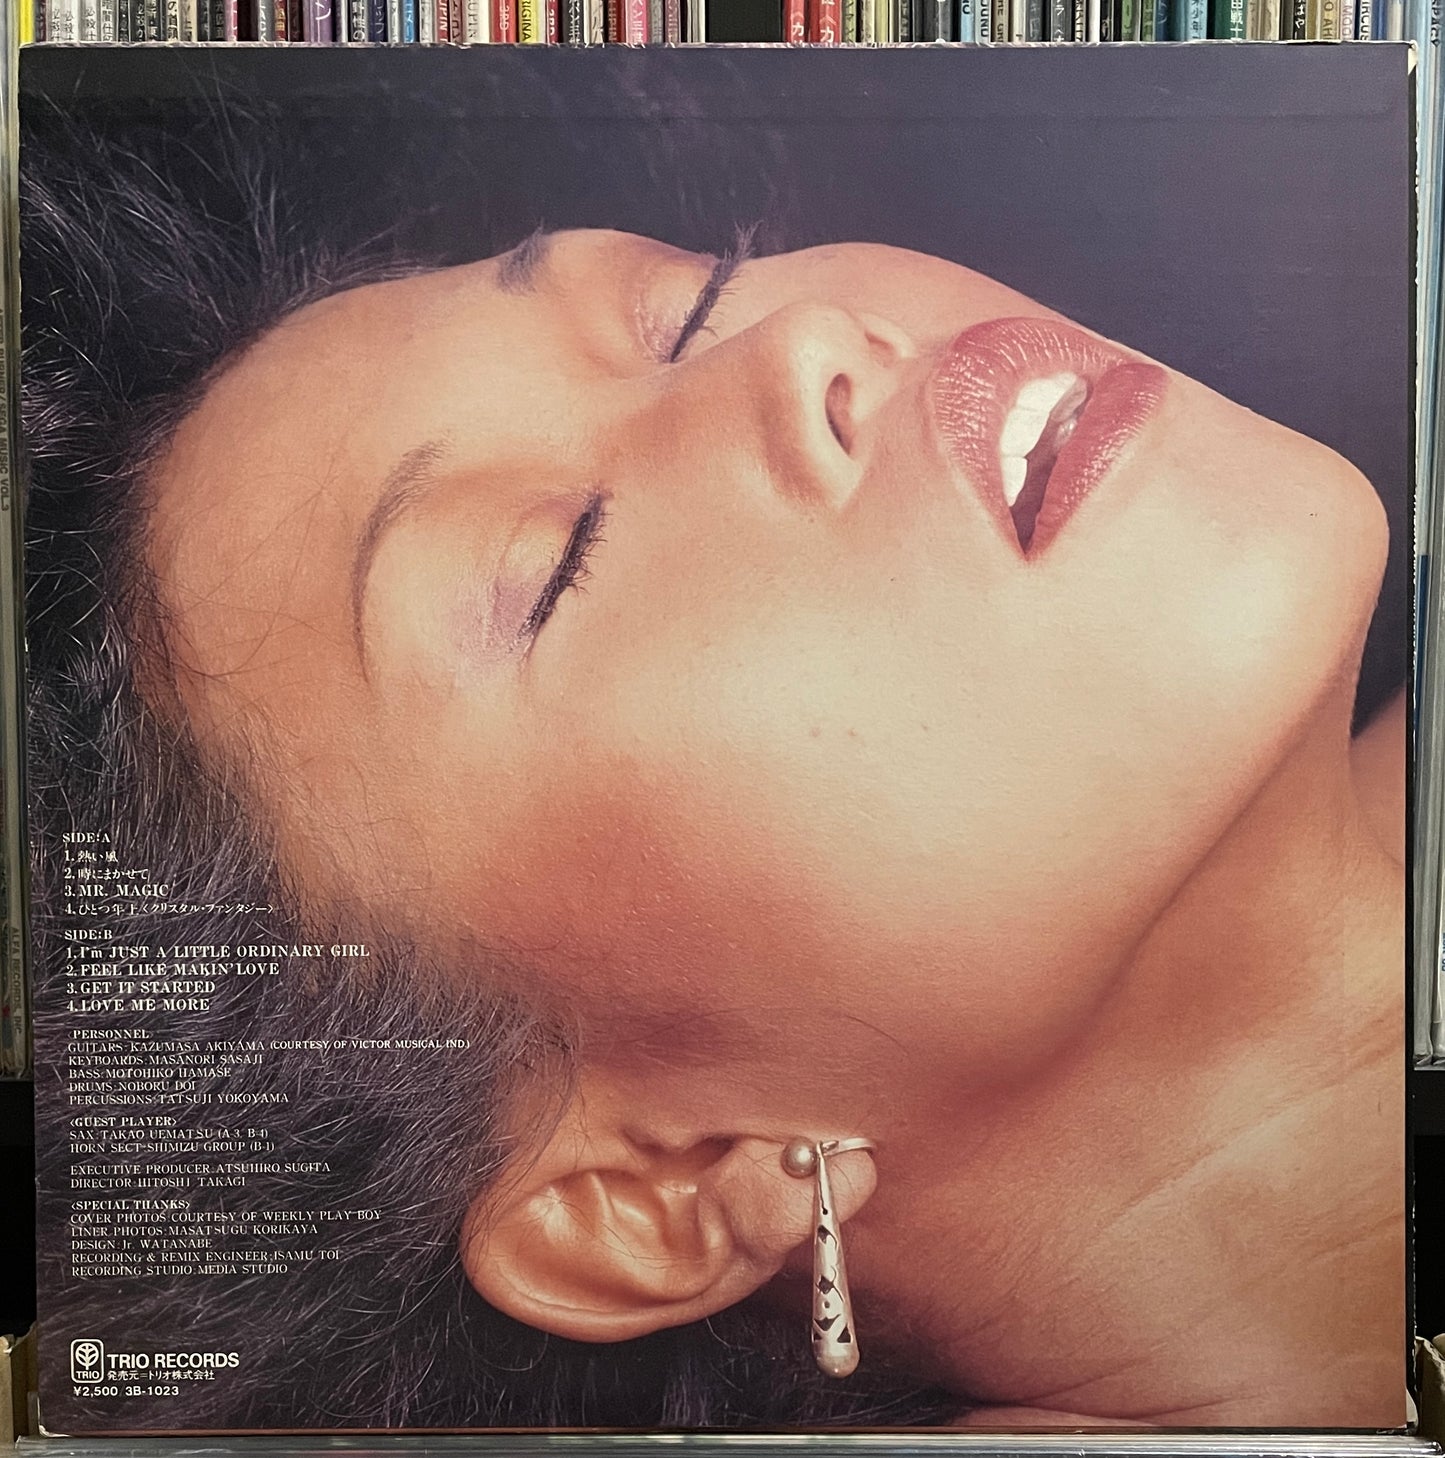 SIDE:A
1.熱い風
2.時にまかせて
3.MR. MAGIC
4.ひとつ年上〈クリスタル・ファンタジー〉
SIDE:B
1.I'm JUST A LITTLE ORDINARY GIRL
2.FEEL LIKE MAKIN' LOVE
3.GET IT STARTED
4.LOVE ME MORE
〈PERSONNEL〉
GUITARS:KAZUMASA AKIYAMA (COURTESY OF VICTOR MUSICAL IND.)
KEYBOARDS:MASANORI SASAJI
BASS:MOTOHIKO HAMASE
DRUMS:NOBORU DOI
PERCUSSIONS:TATSUJI YOKOYAMA
〈GUEST PLAYER〉
SAX:TAKAO UEMATSU (A-3, B-4)
HORN SECT:SHIMIZU GROUP (B-1)
EXECUTIVE PRODUCER:ATSUHIRO SUGITA
DIRECTOR:HITOSHI TAKAGI
〈SPECIAL THANKS〉
COVER PHOTOS:COURTESY OF WEEKLY PLAY BOY
LINER PHOTOS:MASATSUGU KORIKAYA
DESIGN:Jr. WATANABE
RECORDING & REMIX ENGINEER:ISAMU TOI
RECORDING STUDIO:MEDIA STUDIO
TRIO TRIO RECORDS
発売元=トリオ株式会社
¥2,500 3B-1023